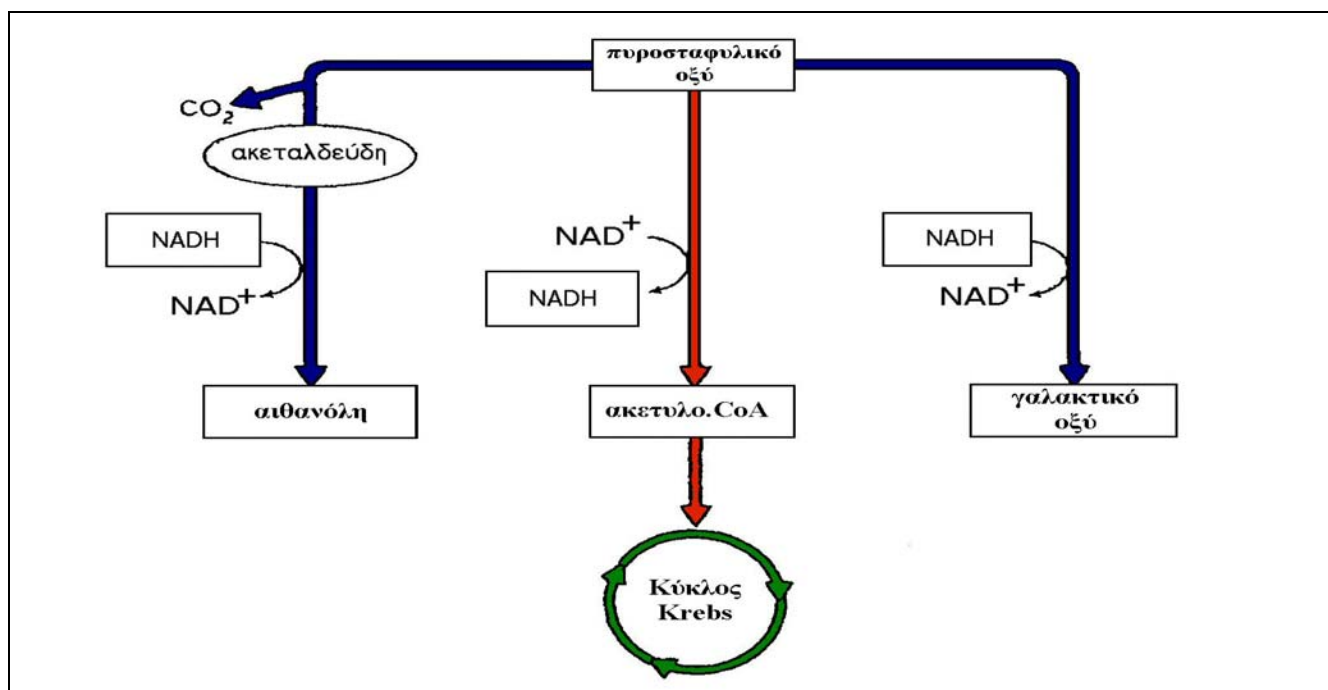 πυροσταφυλικό
οξύ
CO₂
ακεταλδεύδη
NADH
NAD⁺
NAD⁺
NADH
NADH
NAD⁺
αιθανόλη
ακετυλο.CoA
γαλακτικό
οξύ
Κύκλος
Krebs